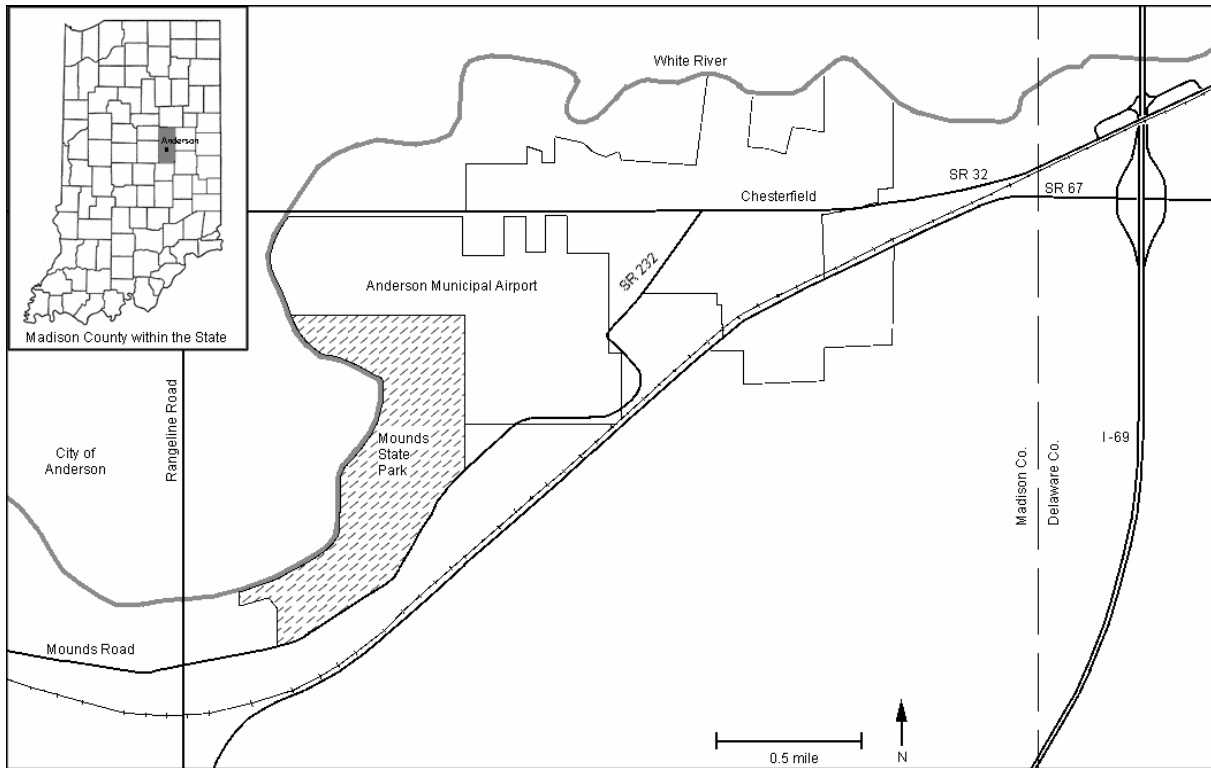 Anderson
Madison County within the State
White River
Chesterfield
SR 32
SR 67
SR 232
Anderson Municipal Airport
Mounds
State
Park
City of
Anderson
Rangeline Road
I-69
Madison Co.
Delaware Co.
Mounds Road
0.5 mile
N